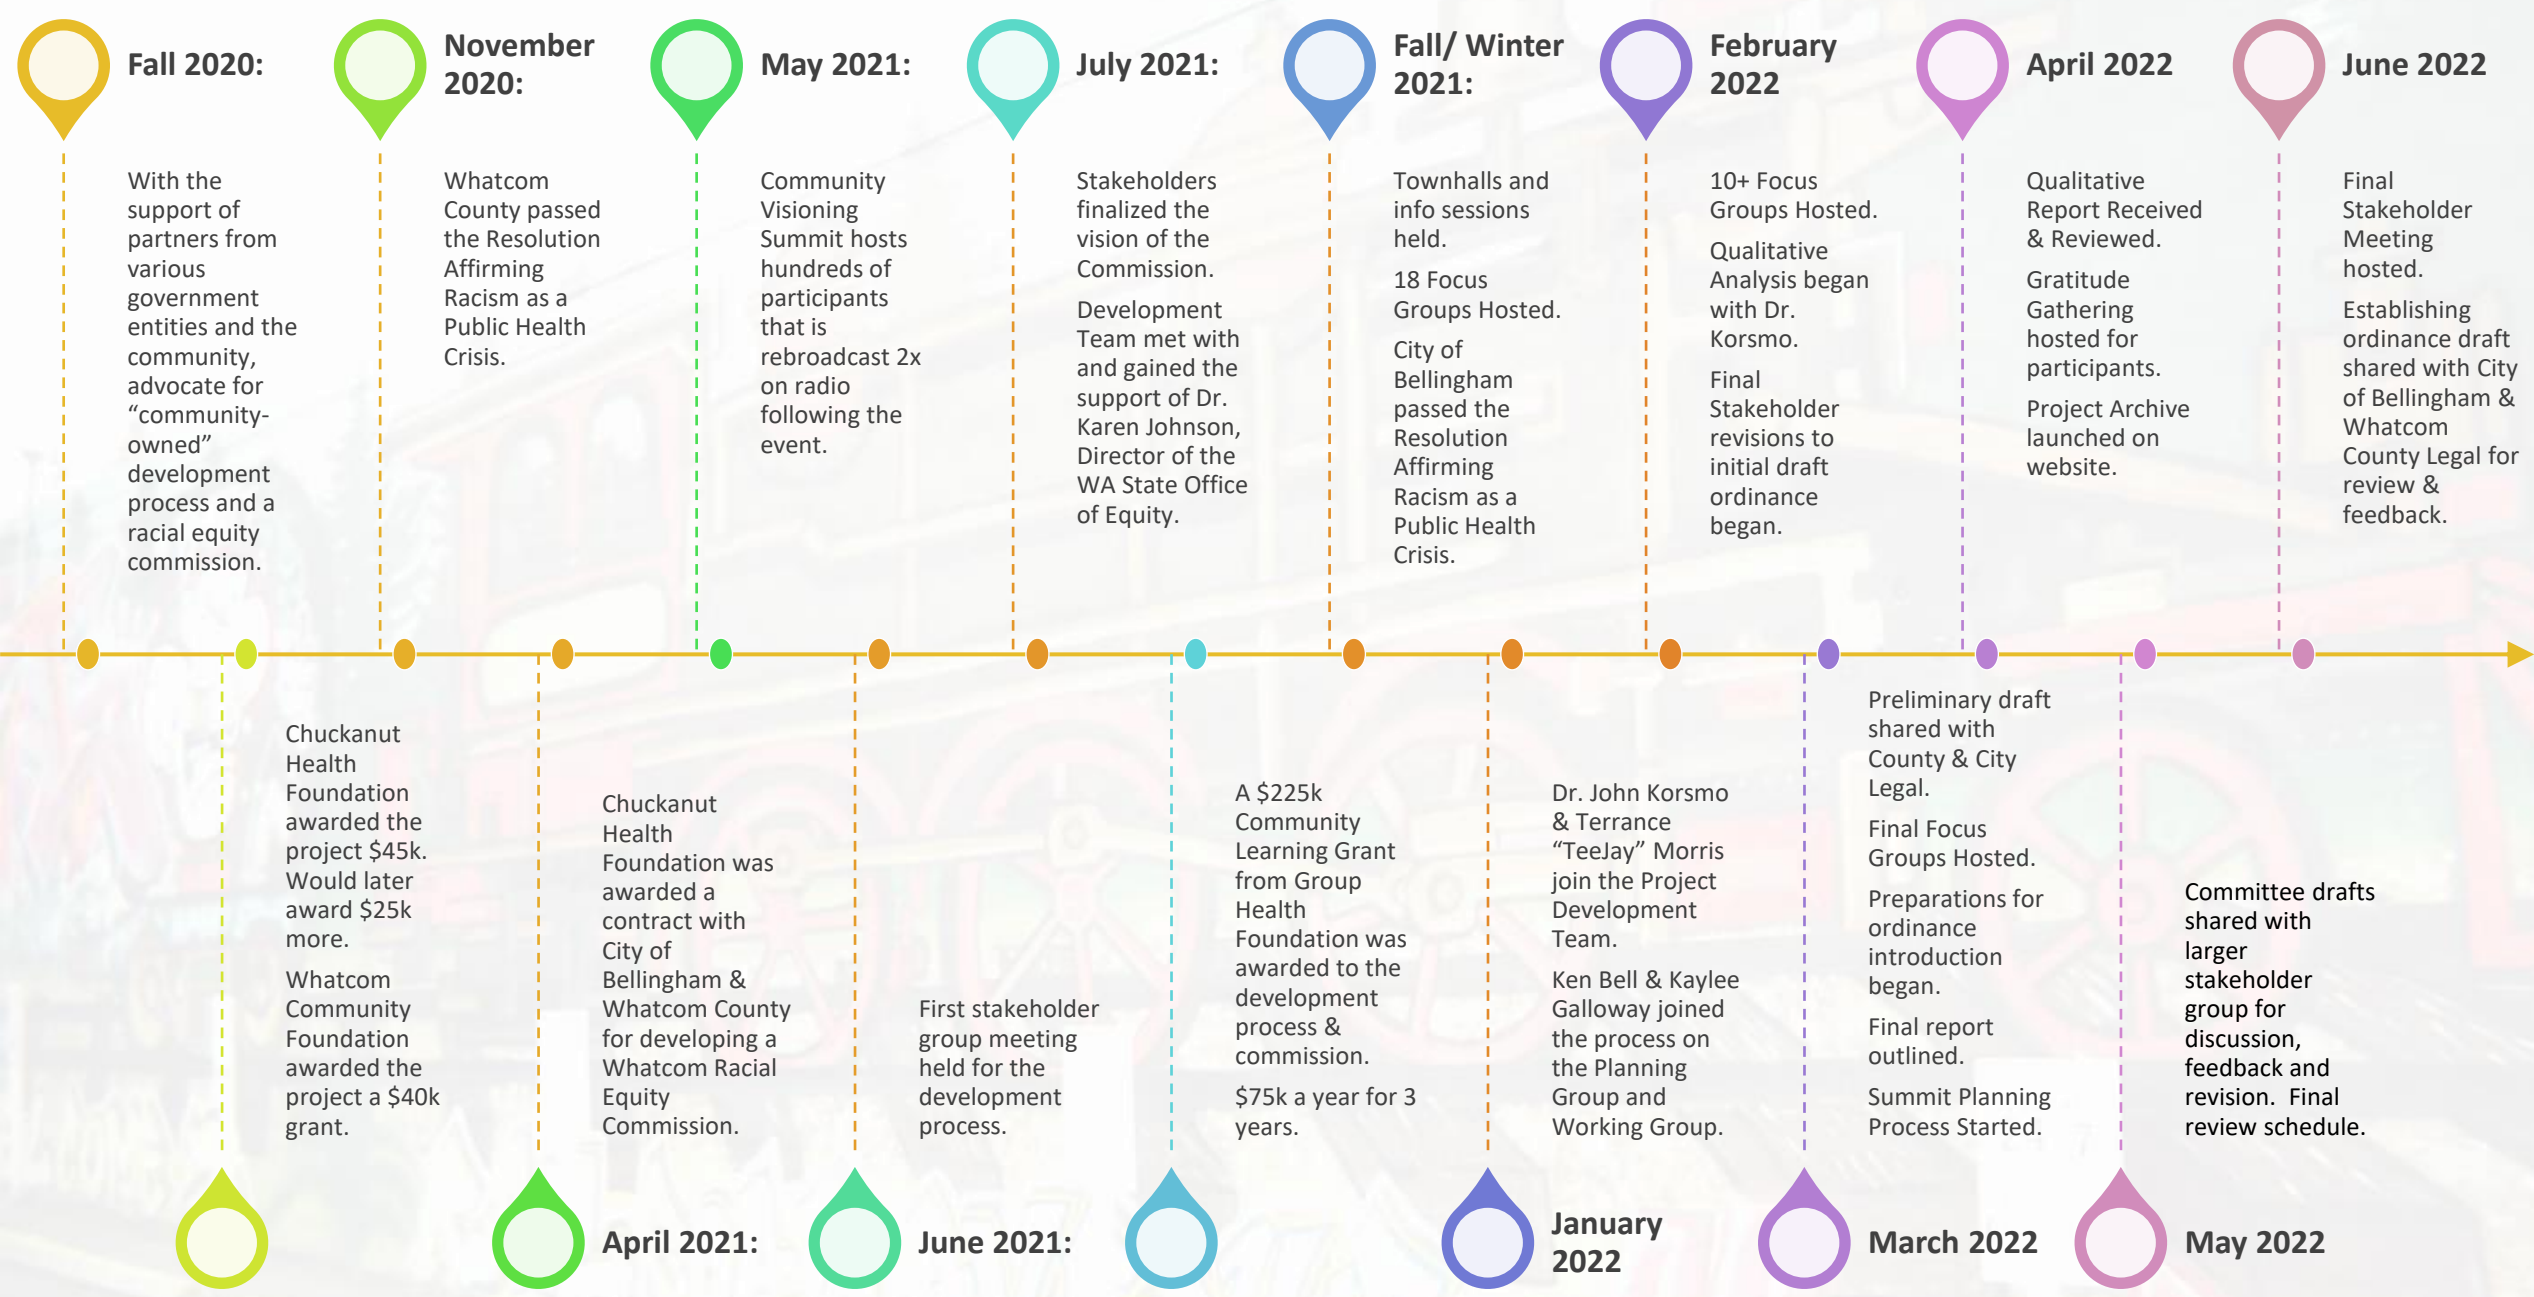 Fall 2020:
With the
support of
partners from
various
government
entities and the
community,
advocate for
“community-
owned”
development
process and a
racial equity
commission.
Chuckanut
Health
Foundation
awarded the
project $45k.
Would later
award $25k
more.
Whatcom
Community
Foundation
awarded the
project a $40k
grant.
November
2020:
Whatcom
County passed
the Resolution
Affirming
Racism as a
Public Health
Crisis.
Chuckanut
Health
Foundation was
awarded a
contract with
City of
Bellingham &
Whatcom County
for developing a
Whatcom Racial
Equity
Commission.
April 2021:
May 2021:
Community
Visioning
Summit hosts
hundreds of
participants
that is
rebroadcast 2x
on radio
following the
event.
First stakeholder
group meeting
held for the
development
process.
June 2021:
July 2021:
Stakeholders
finalized the
vision of the
Commission.
Development
Team met with
and gained the
support of Dr.
Karen Johnson,
Director of the
WA State Office
of Equity.
A $225k
Community
Learning Grant
from Group
Health
Foundation was
awarded to the
development
process &
commission.
$75k a year for 3
years.
Fall/ Winter
2021:
Townhalls and
info sessions
held.
18 Focus
Groups Hosted.
City of
Bellingham
passed the
Resolution
Affirming
Racism as a
Public Health
Crisis.
Dr. John Korsmo
& Terrance
“TeeJay” Morris
join the Project
Development
Team.
Ken Bell & Kaylee
Galloway joined
the process on
the Planning
Group and
Working Group.
January
2022
February
2022
10+ Focus
Groups Hosted.
Qualitative
Analysis began
with Dr.
Korsmo.
Final
Stakeholder
revisions to
initial draft
ordinance
began.
Preliminary draft
shared with
County & City
Legal.
Final Focus
Groups Hosted.
Preparations for
ordinance
introduction
began.
Final report
outlined.
Summit Planning
Process Started.
March 2022
April 2022
Qualitative
Report Received
& Reviewed.
Gratitude
Gathering
hosted for
participants.
Project Archive
launched on
website.
Committee drafts
shared with
larger
stakeholder
group for
discussion,
feedback and
revision.  Final
review schedule.
May 2022
June 2022
Final
Stakeholder
Meeting
hosted.
Establishing
ordinance draft
shared with City
of Bellingham &
Whatcom
County Legal for
review &
feedback.